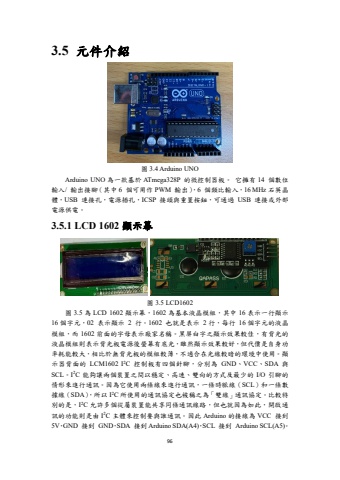 3.5 元件介紹
UNO
ARDUINO
圖 3.4 Arduino UNO
Arduino UNO 為一款基於 ATmega328P 的微控制器板。 它擁有 14 個數位
輸入/ 輸出接腳（其中 6 個可用作 PWM 輸出），6 個類比輸入，16 MHz 石英晶
體，USB 連接孔，電源插孔，ICSP 接頭與重置按鈕，可通過 USB 連接或外部
電源供電。
3.5.1 LCD 1602 顯示幕
QAPASS
圖 3.5 LCD1602
圖 3.5 為 LCD 1602 顯示幕，1602 為基本液晶模組，其中 16 表示一行顯示
16 個字元，02 表示顯示 2 行，1602 也就是表示 2 行，每行 16 個字元的液晶
模組，而 1602 前面的字母表示廠家名稱。黑屏白字之顯示效果較佳，有背光的
液晶模組則表示背光板電源後螢幕有底光，雖然顯示效果較好，但代價是自身功
率耗能較大，相比於無背光板的模組較薄，不適合在光線較暗的環境中使用。顯
示器背面的 LCM1602 I²C 控制板有四個針腳，分別為 GND、VCC、SDA 與
SCL。I²C 能夠讓兩個裝置之間以穩定、高速、雙向的方式及最少的 I/O 引腳的
情形來進行通訊。因為它使用兩條線來進行通訊，一條時脈線（SCL）和一條數
據線（SDA），所以 I²C 所使用的通訊協定也被稱之為「雙線」通訊協定。比較特
別的是，I²C 允許多個從屬裝置能共享同條通訊線路，但也就因為如此，開啟通
訊的功能則是由 I²C 主體來控制要與誰通訊。因此 Arduino 的接線為 VCC 接到
5V、GND 接到 GND、SDA 接到 Arduino SDA(A4)、SCL 接到 Arduino SCL(A5)。
96